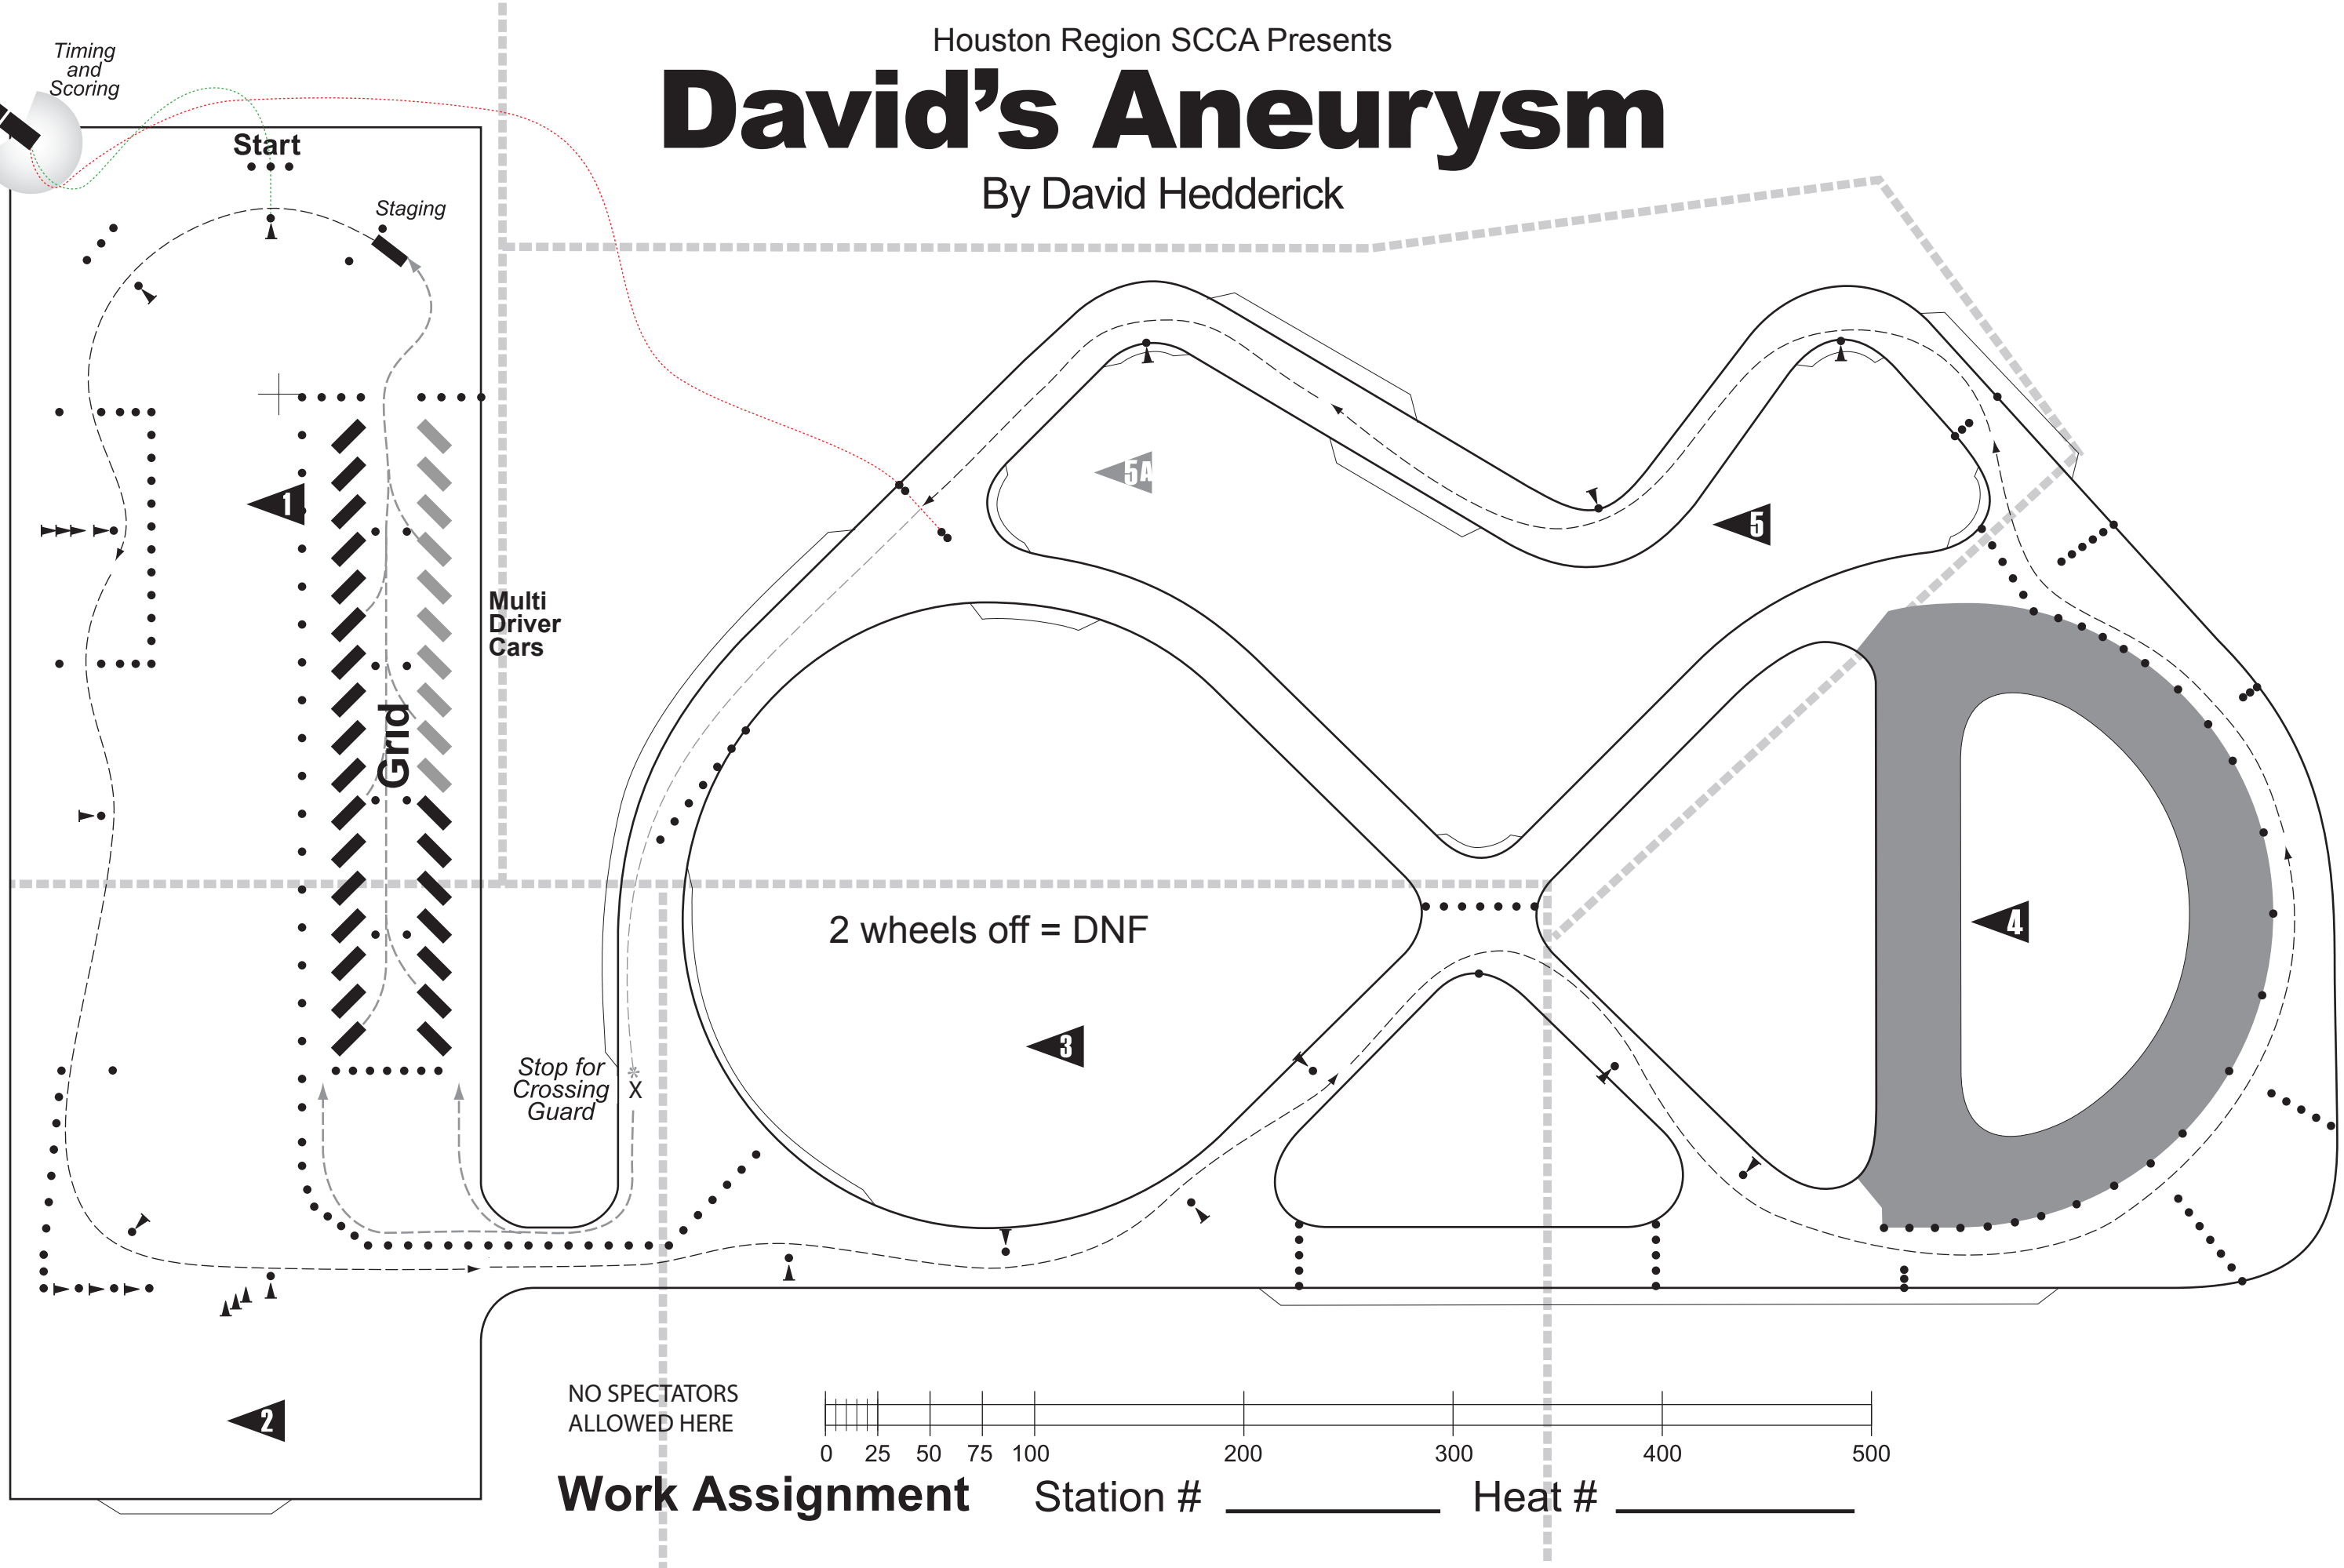 Houston Region SCCA Presents
David's Aneurysm
By David Hedderick
Timing
and
Scoring
Start
Staging
1
5A
5
Multi
Driver
Cars
Grid
2 wheels off = DNF
4
3
Stop for
Crossing
Guard
X
2
NO SPECTATORS
ALLOWED HERE
0 25 50 75 100 200 300 400 500
Work Assignment Station # Heat #